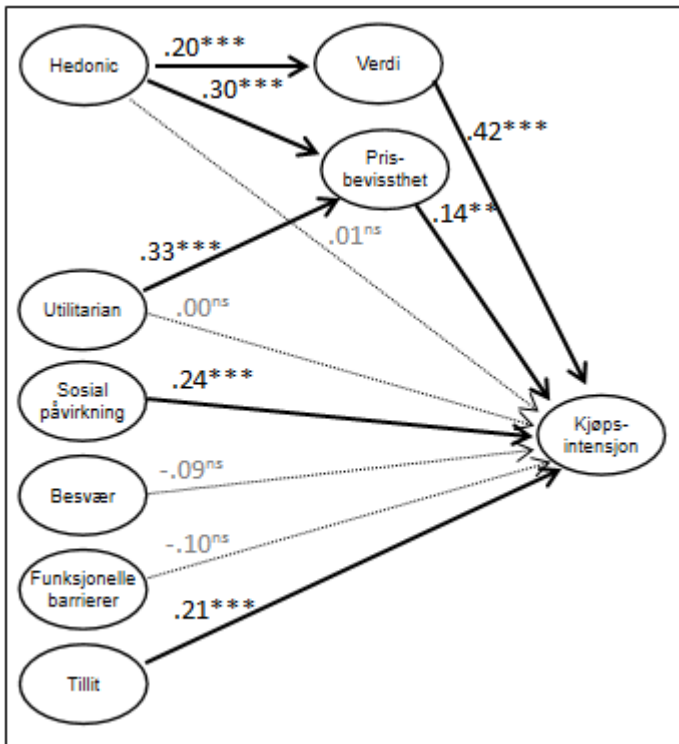 .20***
Hedonic
Verdi
.30***
.42***
Pris-
bevissthet
.14**
.01ns
.33***
.00ns
Utilitarian
.24***
Sosial
påvirkning
Kjøps-
intensjon
-.09ns
Besvær
-.10ns
Funksjonelle
barrierer
.21***
Tillit